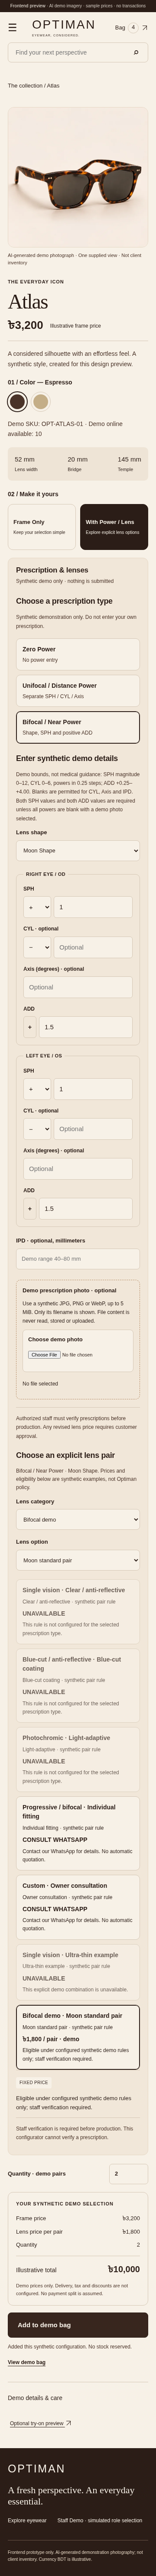 Frontend preview · AI demo imagery · sample prices · no transactions
OPTIMAN
EYEWEAR, CONSIDERED.
Bag 4
Find your next perspective
The collection / Atlas
AI-generated demo photograph · One supplied view · Not client
inventory
THE EVERYDAY ICON
Atlas
৳3,200 Illustrative frame price
A considered silhouette with an effortless feel. A
synthetic style, created for this design preview.
01 / Color — Espresso
Demo SKU: OPT-ATLAS-01 · Demo online
available: 10
52 mm 20 mm 145 mm
Lens width Bridge Temple
02 / Make it yours
Frame Only
Keep your selection simple
With Power / Lens
Explore explicit lens options
Prescription & lenses
Synthetic demo only · nothing is submitted
Choose a prescription type
Synthetic demonstration only. Do not enter your own
prescription.
Zero Power
No power entry
Unifocal / Distance Power
Separate SPH / CYL / Axis
Bifocal / Near Power
Shape, SPH and positive ADD
Enter synthetic demo details
Demo bounds, not medical guidance: SPH magnitude
0–12, CYL 0–8, powers in 0.25 steps, ADD +0.25–
+4.00. Blanks are permitted for CYL, Axis and IPD.
Both SPH values and both ADD values are required
unless all powers are blank with a demo photo
selected.
Lens shape
Moon Shape
RIGHT EYE / OD
SPH
+ 1
CYL · optional
− Optional
Axis (degrees) · optional
Optional
ADD
+ 1.5
LEFT EYE / OS
SPH
+ 1
CYL · optional
− Optional
Axis (degrees) · optional
Optional
ADD
+ 1.5
IPD · optional, millimeters
Demo range 40–80 mm
Demo prescription photo · optional
Use a synthetic JPG, PNG or WebP, up to 5
MiB. Only its filename is shown. File content is
never read, stored or uploaded.
Choose demo photo
Choose File No file chosen
No file selected
Authorized staff must verify prescriptions before
production. Any revised lens price requires customer
approval.
Choose an explicit lens pair
Bifocal / Near Power · Moon Shape. Prices and
eligibility below are synthetic examples, not Optiman
policy.
Lens category
Bifocal demo
Lens option
Moon standard pair
Single vision · Clear / anti-reflective
Clear / anti-reflective · synthetic pair rule
UNAVAILABLE
This rule is not configured for the selected
prescription type.
Blue-cut / anti-reflective · Blue-cut
coating
Blue-cut coating · synthetic pair rule
UNAVAILABLE
This rule is not configured for the selected
prescription type.
Photochromic · Light-adaptive
Light-adaptive · synthetic pair rule
UNAVAILABLE
This rule is not configured for the selected
prescription type.
Progressive / bifocal · Individual
fitting
Individual fitting · synthetic pair rule
CONSULT WHATSAPP
Contact our WhatsApp for details. No automatic
quotation.
Custom · Owner consultation
Owner consultation · synthetic pair rule
CONSULT WHATSAPP
Contact our WhatsApp for details. No automatic
quotation.
Single vision · Ultra-thin example
Ultra-thin example · synthetic pair rule
UNAVAILABLE
This explicit demo combination is unavailable.
Bifocal demo · Moon standard pair
Moon standard pair · synthetic pair rule
৳1,800 / pair · demo
Eligible under configured synthetic demo rules
only; staff verification required.
FIXED PRICE
Eligible under configured synthetic demo rules
only; staff verification required.
Staff verification is required before production. This
configurator cannot verify a prescription.
Quantity · demo pairs 2
YOUR SYNTHETIC DEMO SELECTION
Frame price ৳3,200
Lens price per pair ৳1,800
Quantity 2
Illustrative total ৳10,000
Demo prices only. Delivery, tax and discounts are not
configured. No payment split is assumed.
Add to demo bag
Added this synthetic configuration. No stock reserved.
View demo bag
Demo details & care
Optional try-on preview
OPTIMAN
A fresh perspective. An everyday
essential.
Explore eyewear Staff Demo · simulated role selection
Frontend prototype only. AI-generated demonstration photography; not
client inventory. Currency BDT is illustrative.